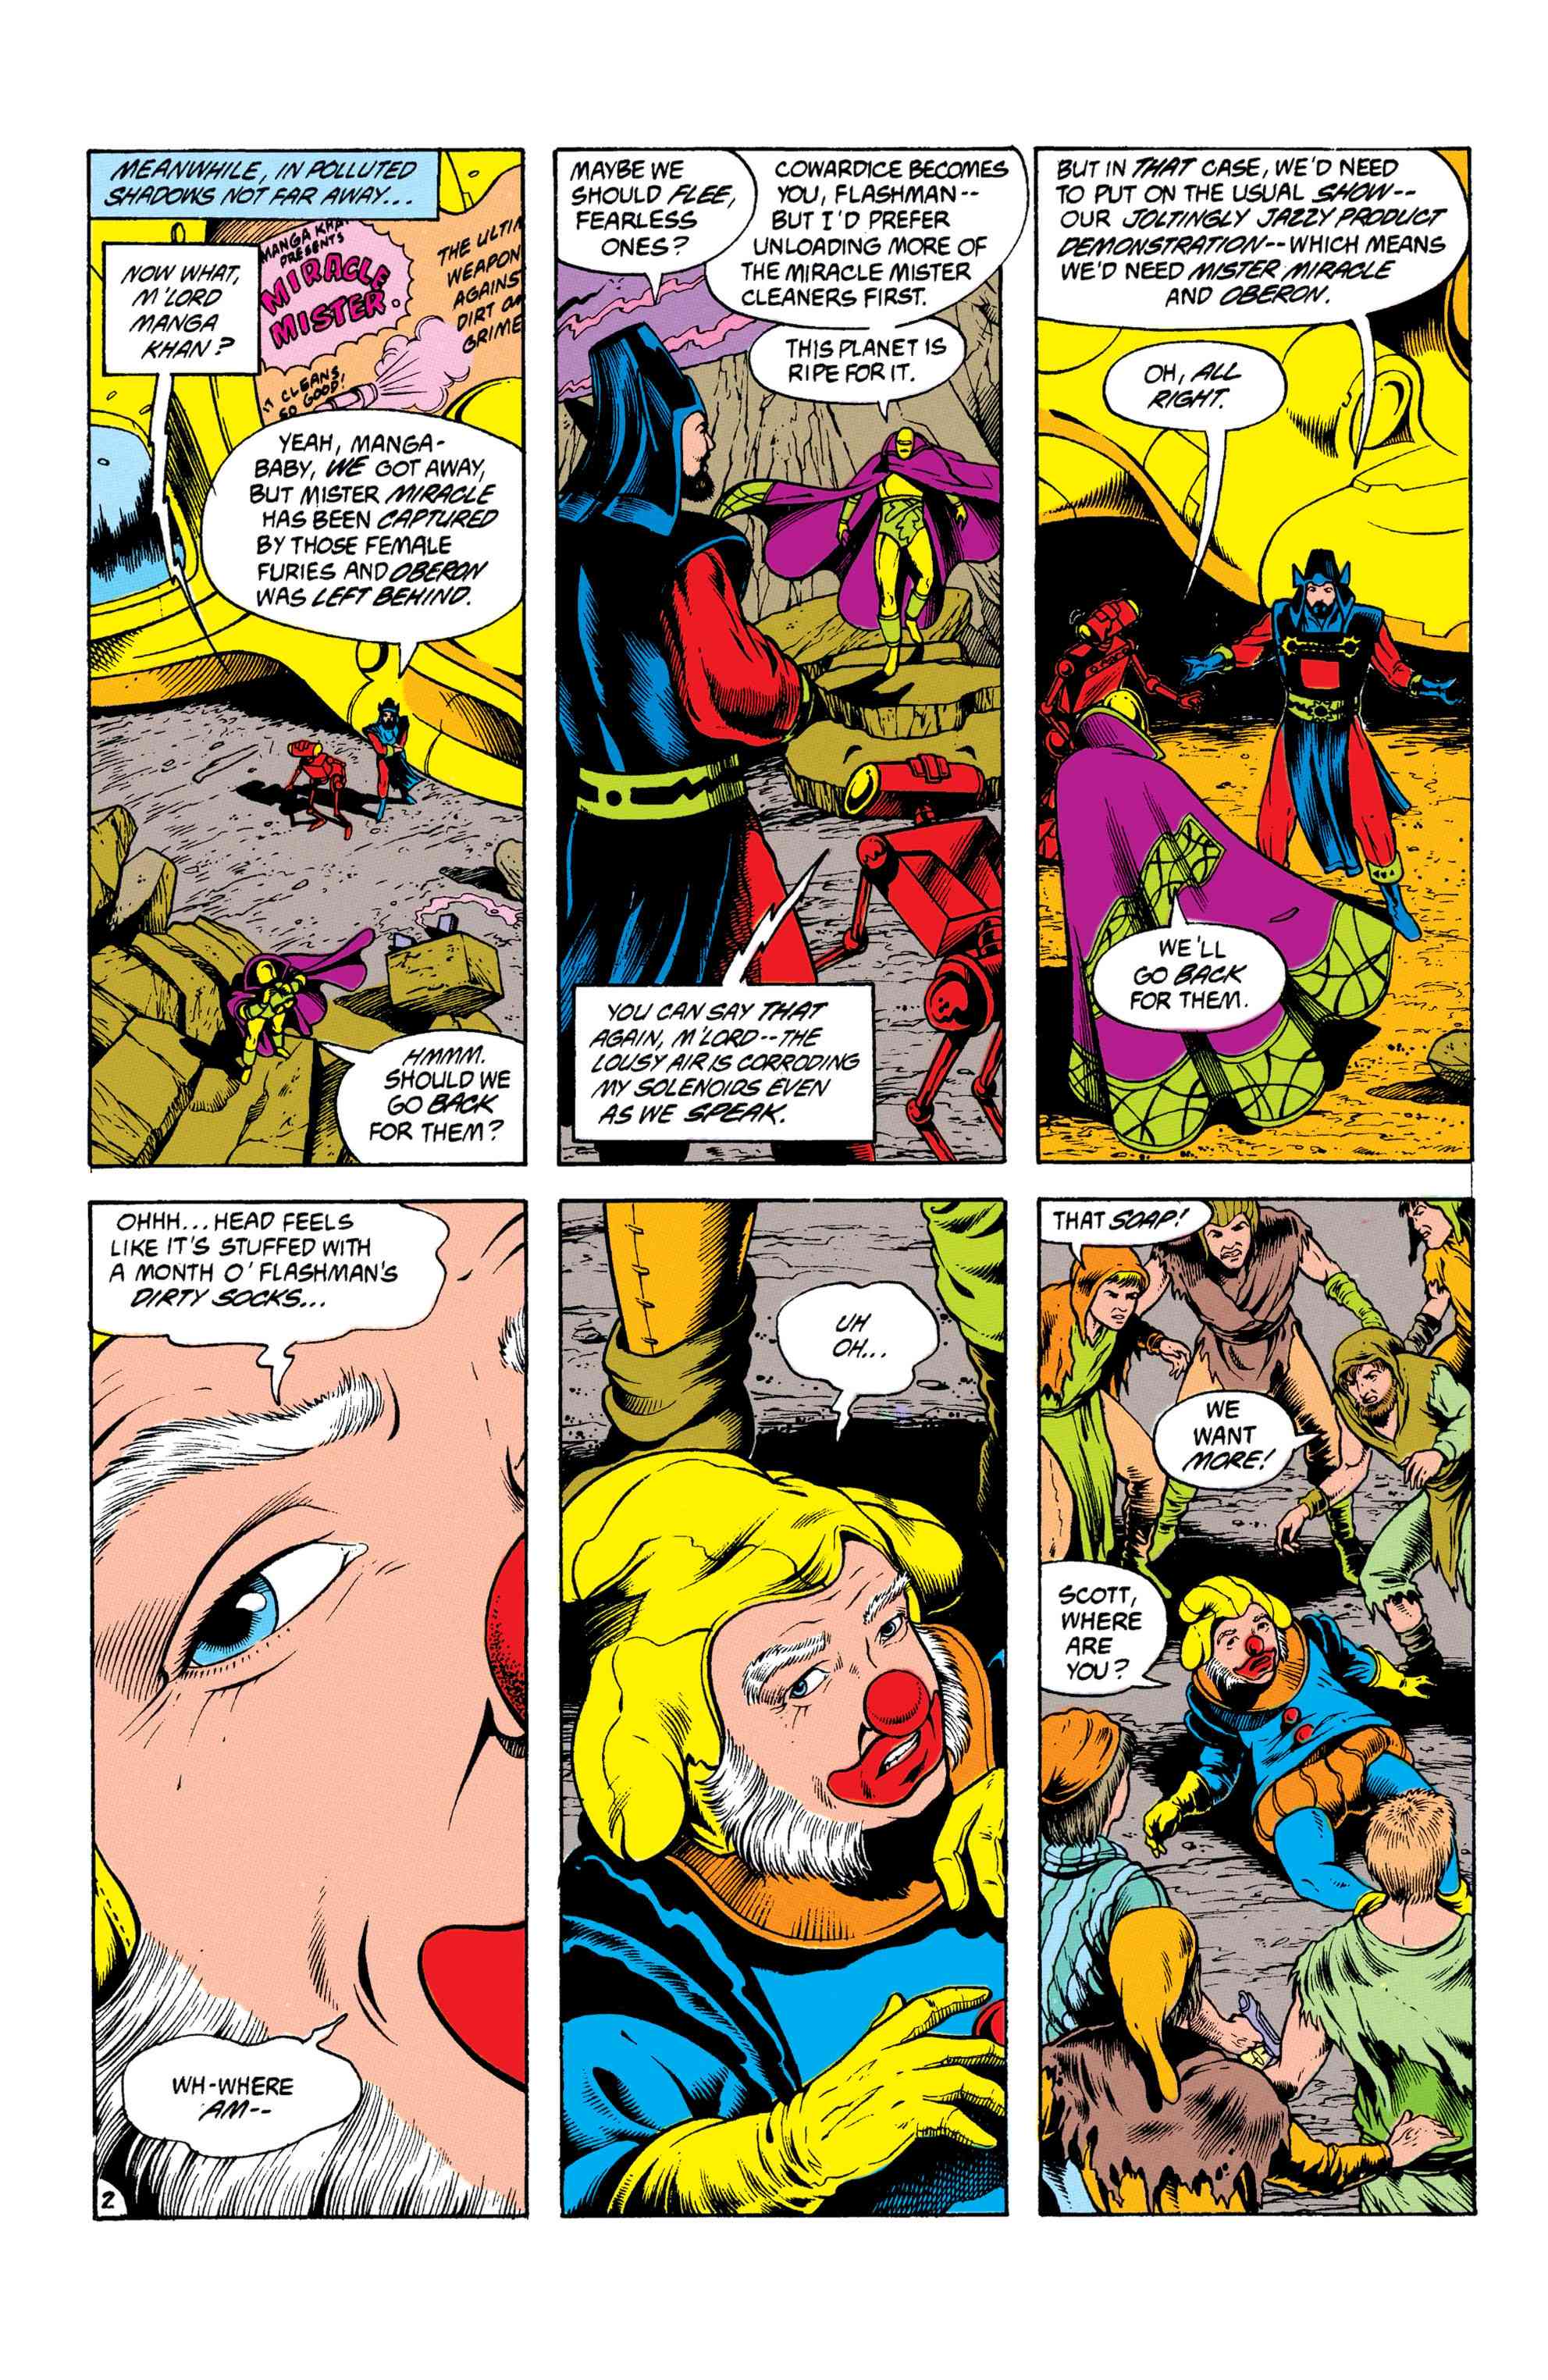 MEANWHILE, IN POLLUTED
SHADOWS NOT FAR AWAY...
NOW WHAT,
M'LORD
MANGA
KHAN?
MANGA KHAN
PRESENTS
MIRACLE
MISTER.
THE ULTI
WEAPON
AGAINST
DIRT
GRIME
IT CLEANS
SO GOOD!
YEAH, MANGA-
BABY, WE GOT AWAY,
BUT MISTER MIRACLE
HAS BEEN CAPTURED
BY THOSE FEMALE
FURIES AND OBERON
WAS LEFT BEHIND.
HMMM.
SHOULD WE
GO BACK
FOR THEM?
MAYBE WE
SHOULD FLEE,
FEARLESS
ONES?
COWARDICE BECOMES
YOU, FLASHMAN--
BUT I'D PREFER
UNLOADING MORE OF
THE MIRACLE MISTER
CLEANERS FIRST.
THIS PLANET IS
RIPE FOR IT.
YOU CAN SAY THAT
AGAIN, M'LORD--THE
LOUSY AIR IS CORRODING
MY SOLENOIDS EVEN
AS WE SPEAK.
BUT IN THAT CASE, WE'D NEED
TO PUT ON THE USUAL SHOW--
OUR JOLTINGLY JAZZY PRODUCT
DEMONSTRATION--WHICH MEANS
WE'D NEED MISTER MIRACLE
AND OBERON.
OH, ALL
RIGHT.
WE'LL
GO BACK
FOR THEM.
OHHH... HEAD FEELS
LIKE IT'S STUFFED WITH
A MONTH O' FLASHMAN'S
DIRTY SOCKS...
WH-WHERE
AM--
2
UH
OH...
THAT SOAP!
WE
WANT
MORE!
SCOTT,
WHERE
ARE
YOU?